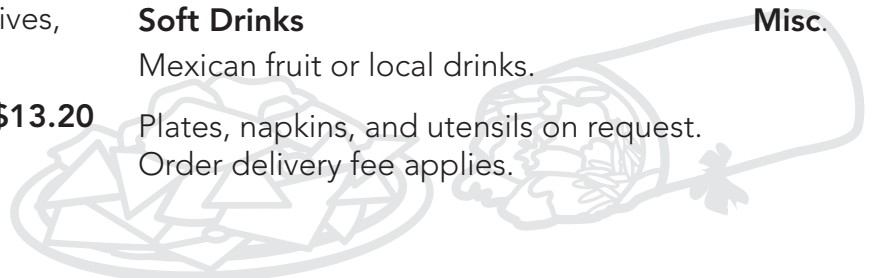 ives,
$13.20
Soft Drinks Misc.
Mexican fruit or local drinks.
Plates, napkins, and utensils on request.
Order delivery fee applies.